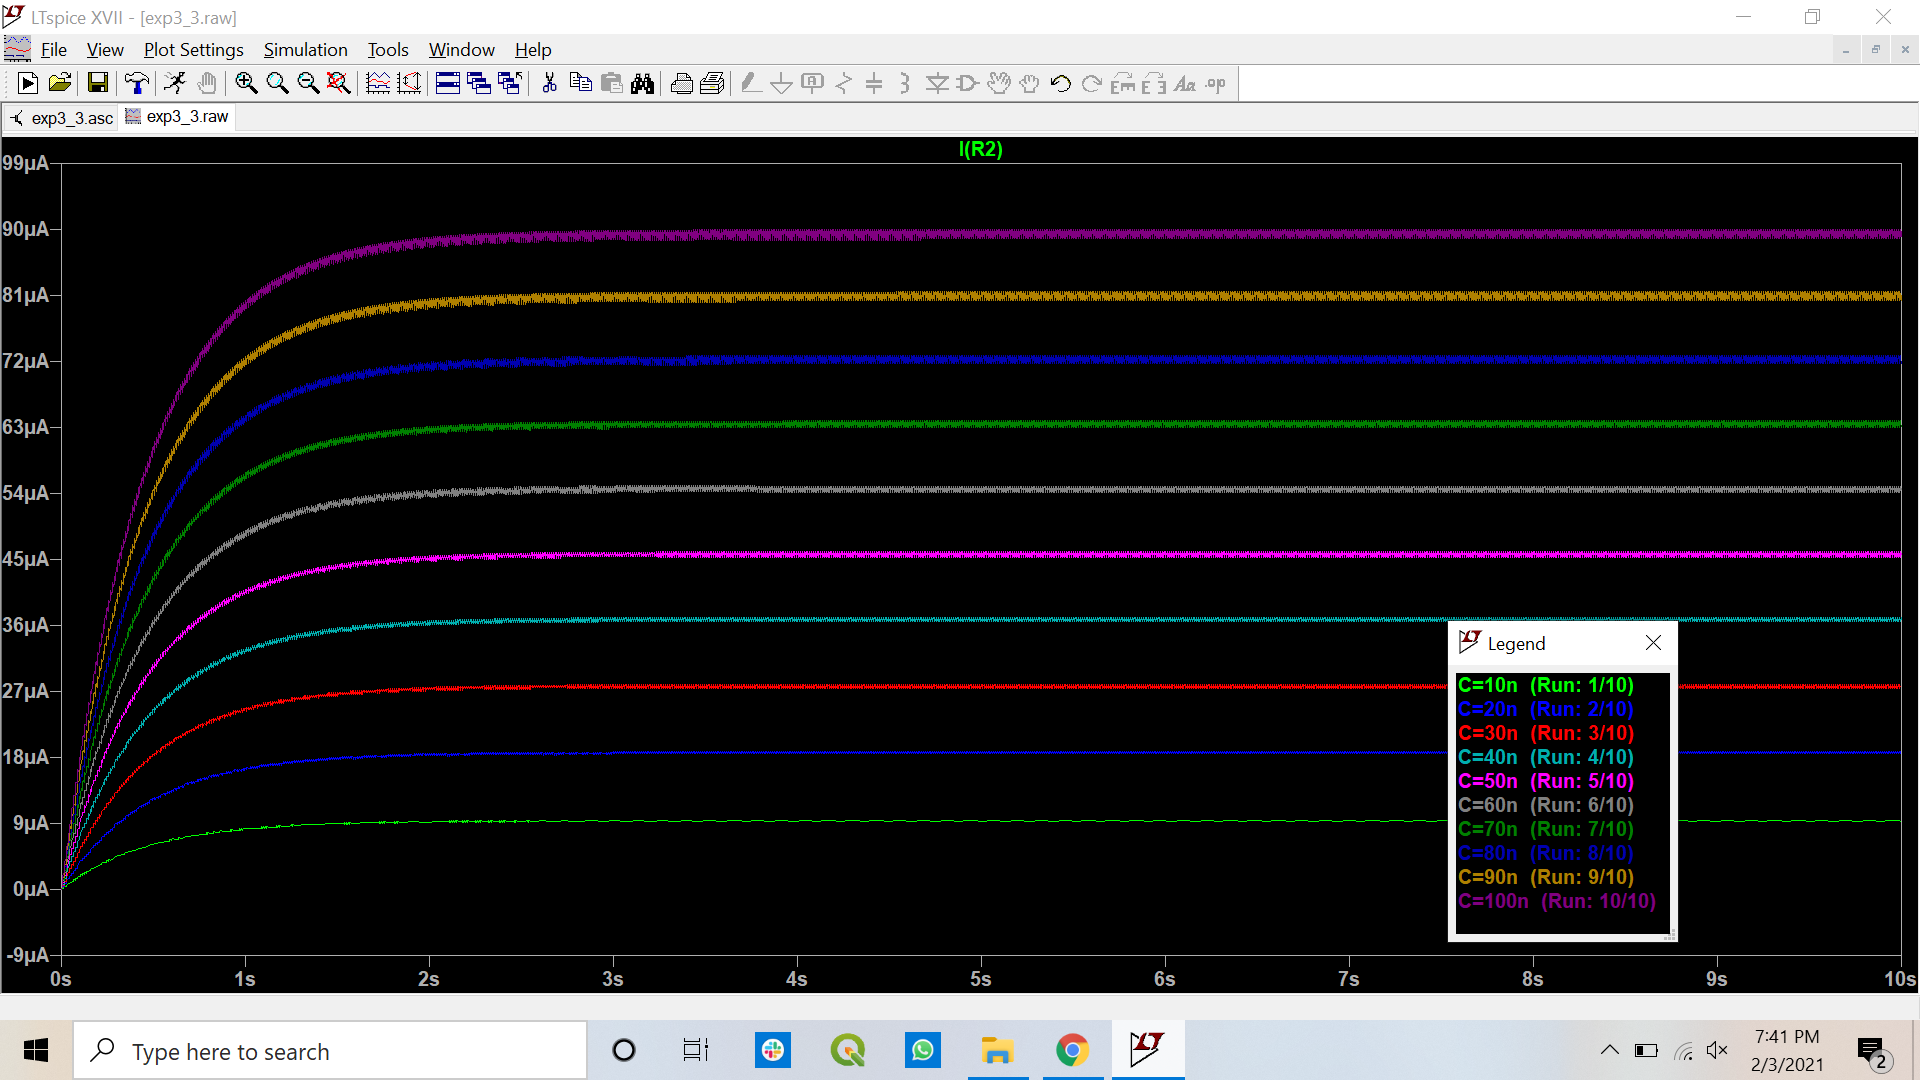 LTspice XVII - [exp3_3.raw]
File View Plot Settings Simulation Tools Window Help
exp3_3.asc exp3_3.raw
I(R2)
99µA
90µA
81µA
72µA
63µA
54µA
45µA
36µA
27µA
18µA
9µA
0µA
-9µA
0s 1s 2s 3s 4s 5s 6s 7s 8s 9s 10s
Legend
C=10n (Run: 1/10)
C=20n (Run: 2/10)
C=30n (Run: 3/10)
C=40n (Run: 4/10)
C=50n (Run: 5/10)
C=60n (Run: 6/10)
C=70n (Run: 7/10)
C=80n (Run: 8/10)
C=90n (Run: 9/10)
C=100n (Run: 10/10)
Type here to search
7:41 PM
2/3/2021
2